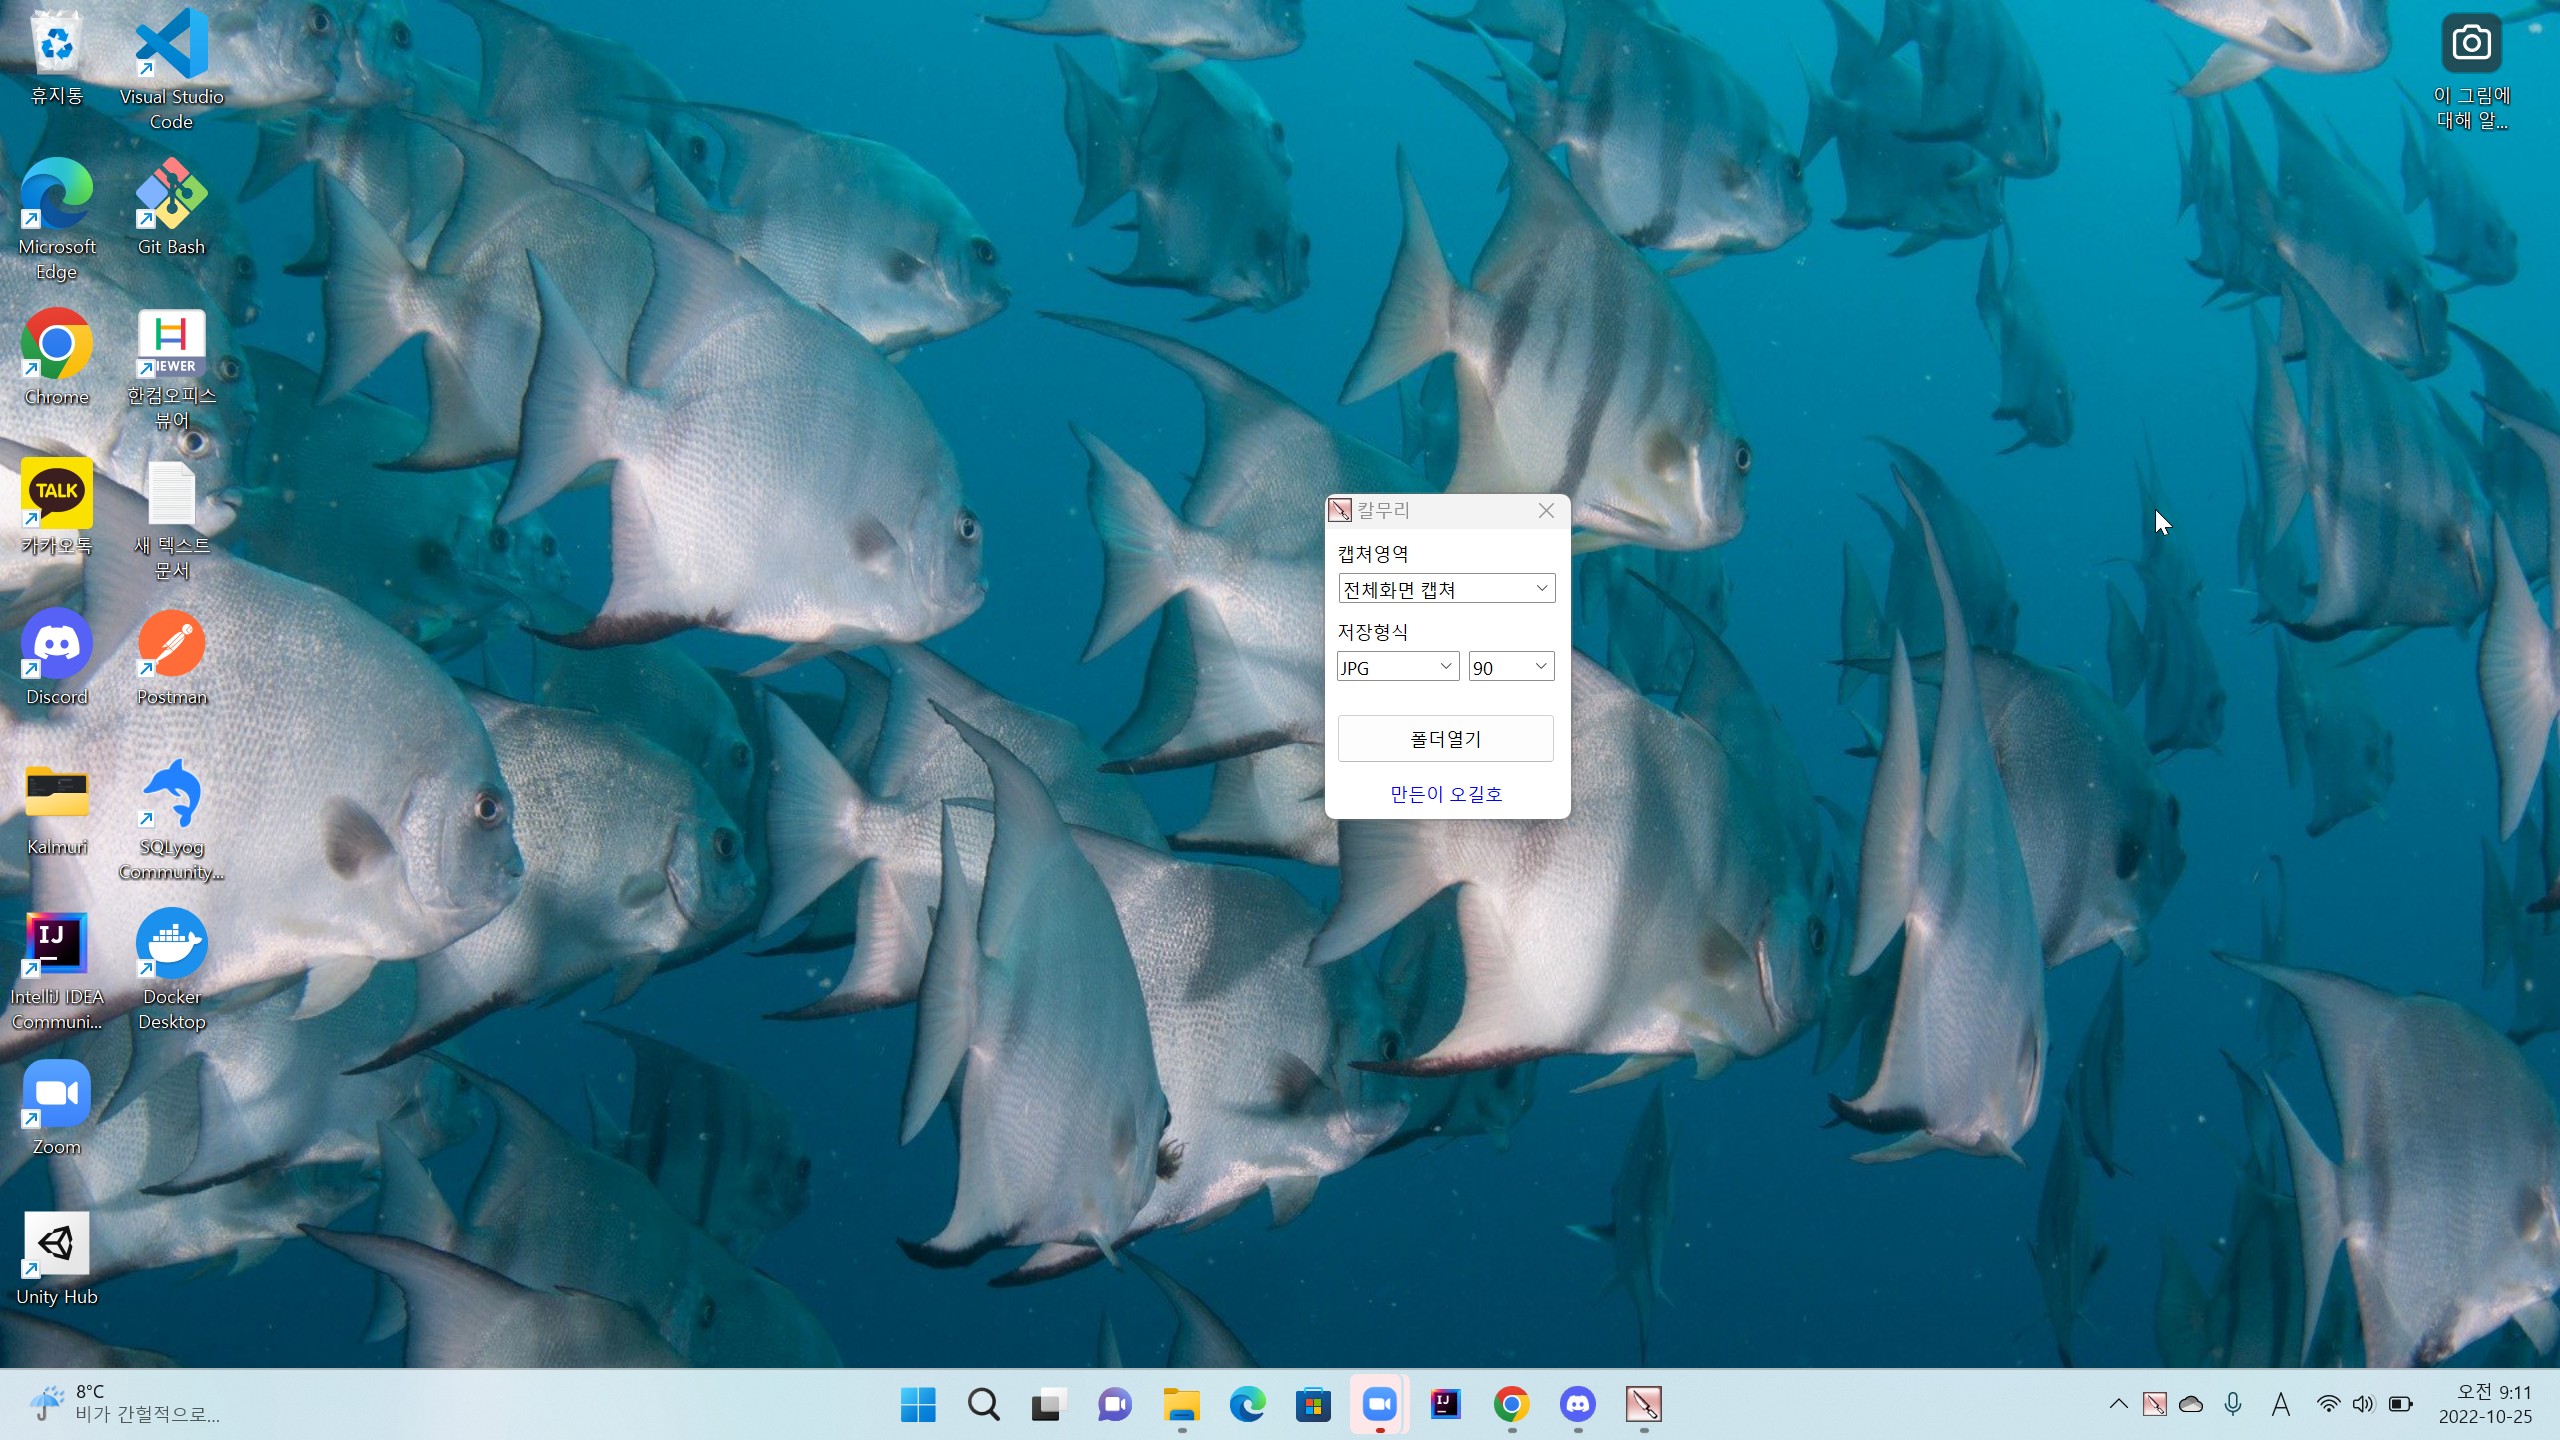 휴지통
Visual Studio
Code
Microsoft
Edge
Git Bash
Chrome
IEWER
한컴오피스
뷰어
TALK
카카오톡
새 텍스트
문서
Discord
Postman
Kalmuri
SQLyog
Community...
IJ
IntelliJ IDEA
Communi...
Docker
Desktop
Zoom
Unity Hub
이 그림에
대해 알...
칼무리
캡쳐영역
전체화면 캡쳐
저장형식
JPG
90
폴더열기
만든이 오길호
8°C
비가 간헐적으로...
IJ
A
오전 9:11
2022-10-25